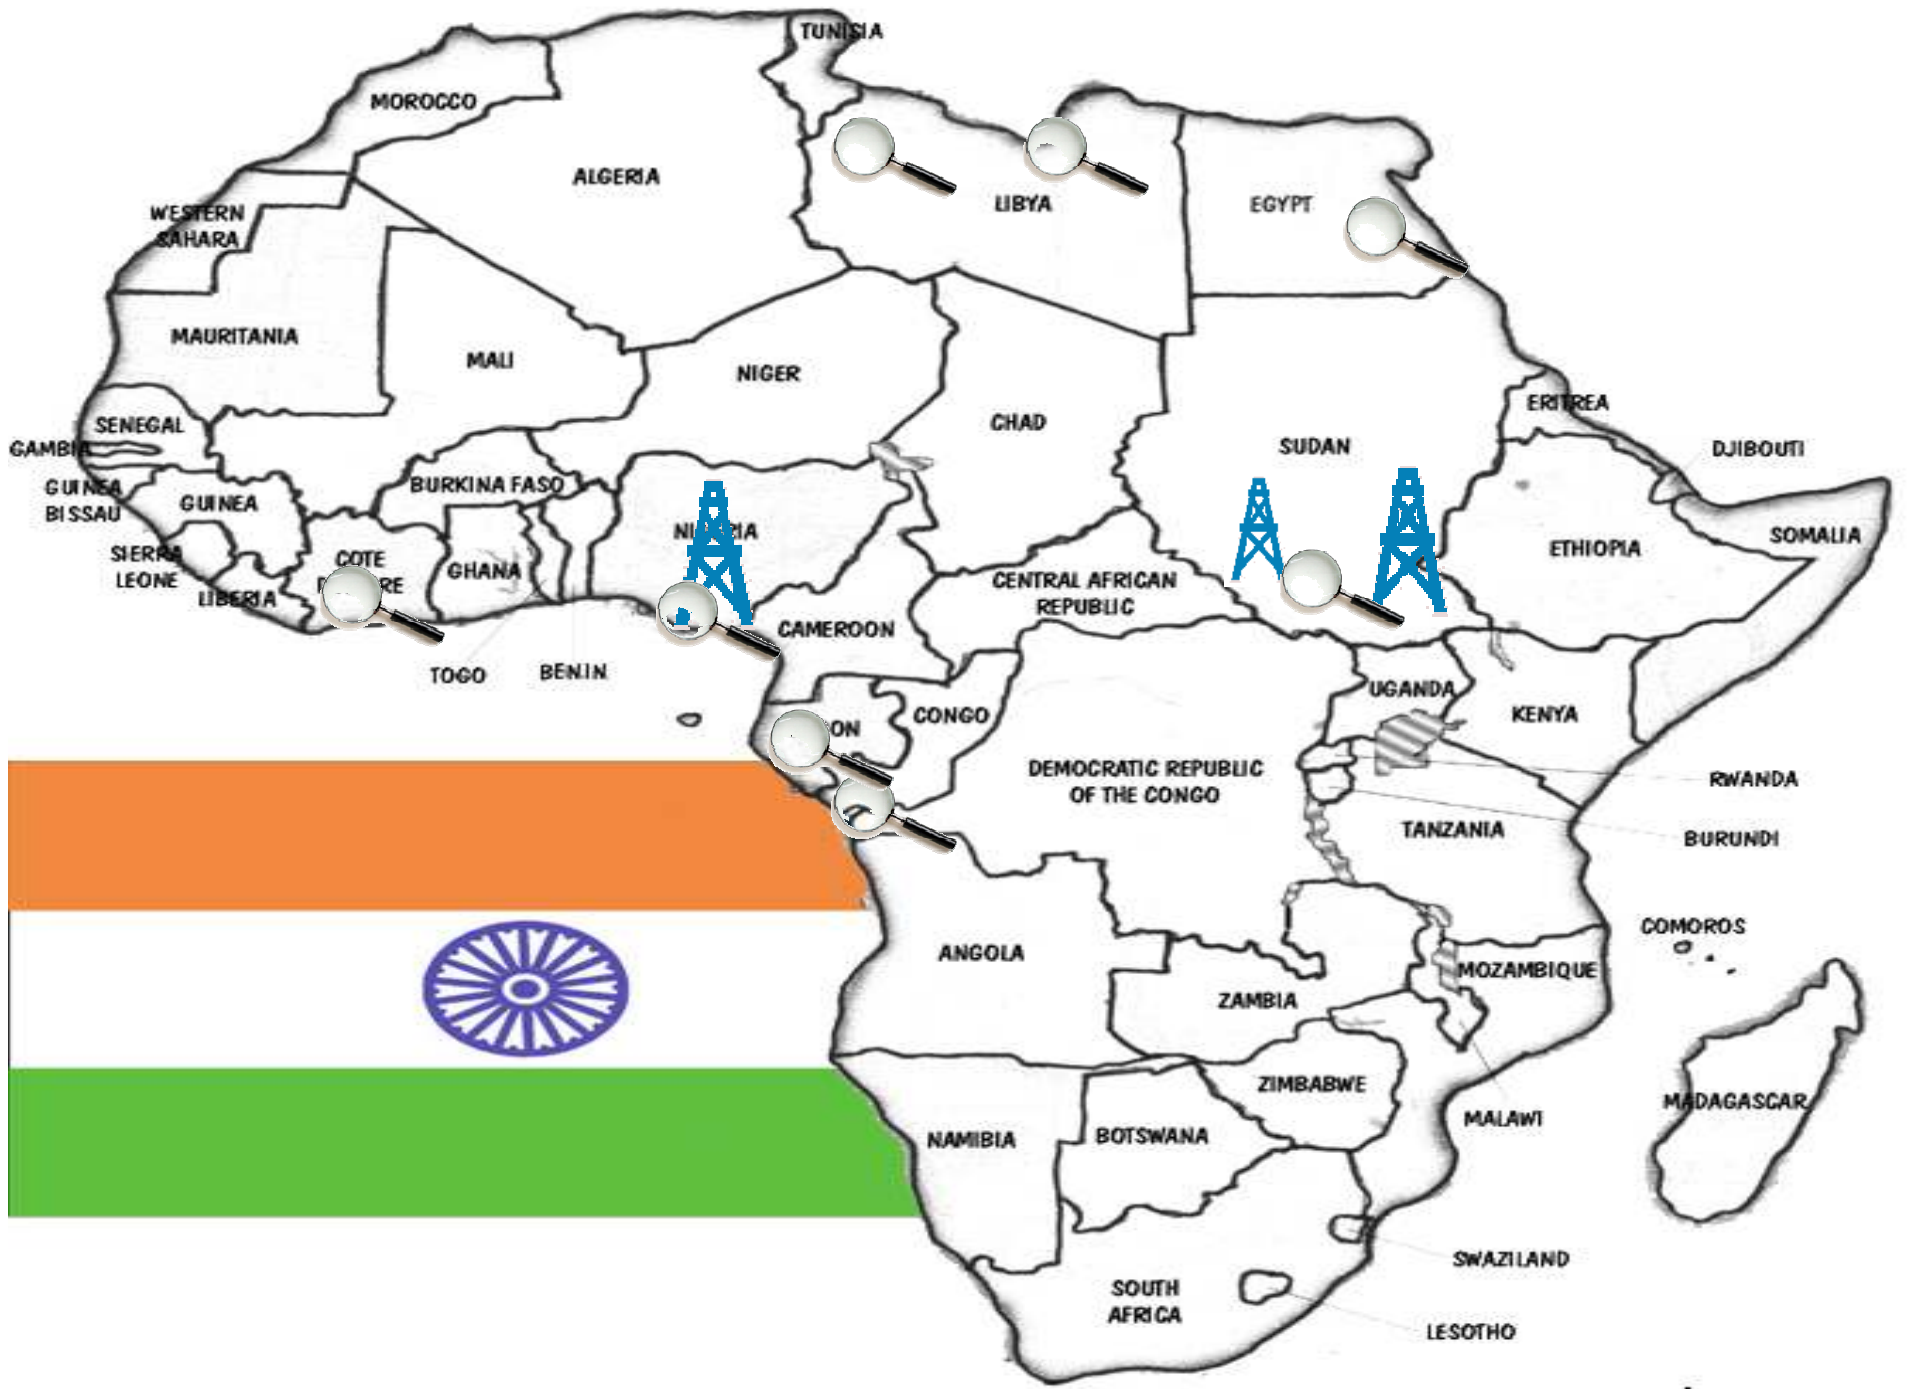 TUNISIA
MOROCCO
ALGERIA
LIBYA
EGYPT
WESTERN
SAHARA
MAURITANIA
MALI
NIGER
CHAD
SUDAN
ERITREA
DJIBOUTI
SENEGAL
GAMBIA
GUINEA
BISSAU
GUINEA
BURKINA FASO
SIERRA
LEONE
LIBERIA
COTE
GHANA
TOGO
BENIN
CAMEROON
CENTRAL AFRICAN
REPUBLIC
ETHIOPIA
SOMALIA
UGANDA
KENYA
CONGO
DEMOCRATIC REPUBLIC
OF THE CONGO
RWANDA
BURUNDI
TANZANIA
COMOROS
ANGOLA
ZAMBIA
MOZAMBIQUE
MALAWI
MADAGASCAR
ZIMBABWE
NAMIBIA
BOTSWANA
SWAZILAND
SOUTH
AFRICA
LESOTHO